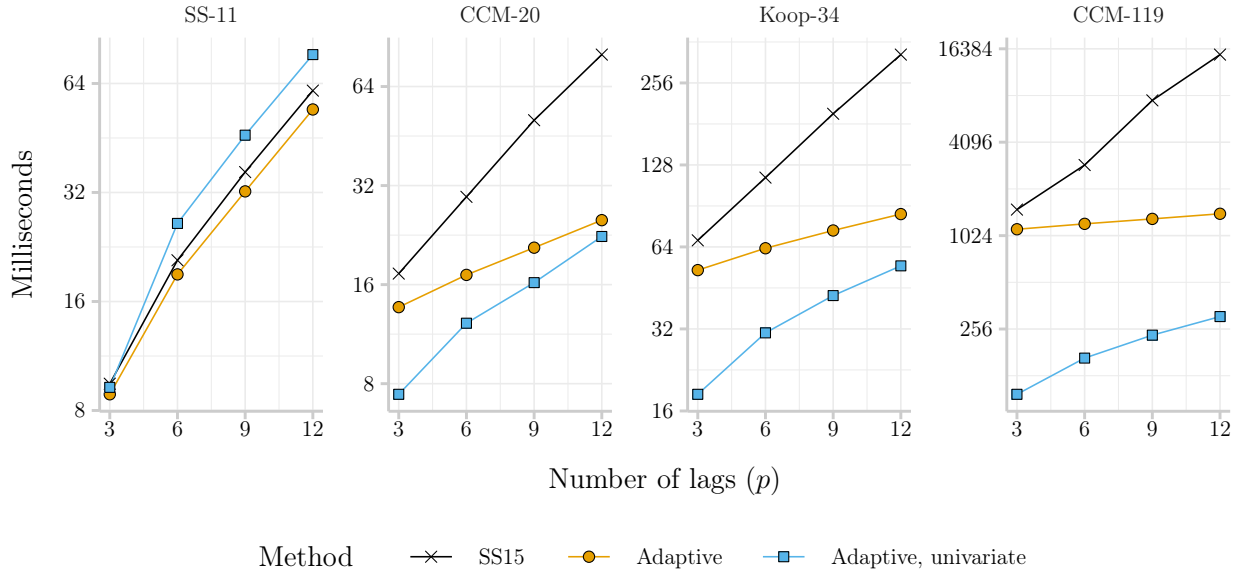 SS-11
CCM-20
Koop-34
CCM-119
Milliseconds
64
32
16
8
3 6 9 12
64
32
16
8
3 6 9 12
256
128
64
32
16
3 6 9 12
16384
4096
1024
256
3 6 9 12
Number of lags (p)
Method SS15 Adaptive Adaptive, univariate